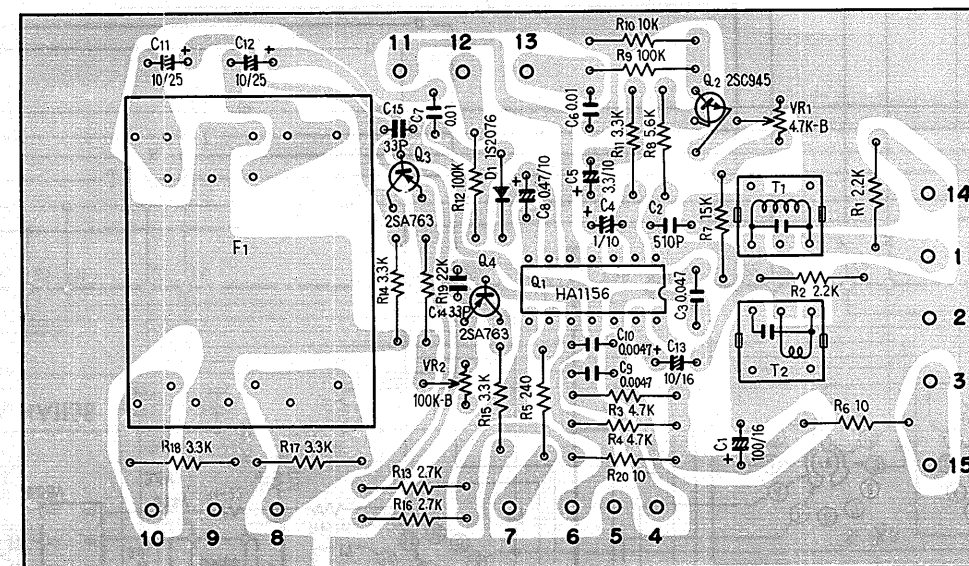 R10 10K
R9 100K
C11
10/25
C12
10/25
11
12
13
Q2 2SC945
VR1
4.7K-B
C15
33P
C7
0.01
C6 0.01
R11 3.3K
R8 5.6K
Q3
2SA763
R12 100K
D1 1S2076
C8 0.47/10
C5
3.3/10
C4
1/10
C2
510P
R7 15K
T1
R1 2.2K
14
F1
R14 3.3K
R19 22K
C14 33P
Q4
2SA763
Q1
HA1156
C3 0.047
R2 2.2K
1
2
VR2
100K-B
R15 3.3K
R5 240
C10
0.0047
C13
10/16
C9
0.0047
T2
3
R3 4.7K
R4 4.7K
R20 10
C1
100/16
R6 10
15
R18 3.3K
R17 3.3K
R13 2.7K
R16 2.7K
10
9
8
7
6
5
4